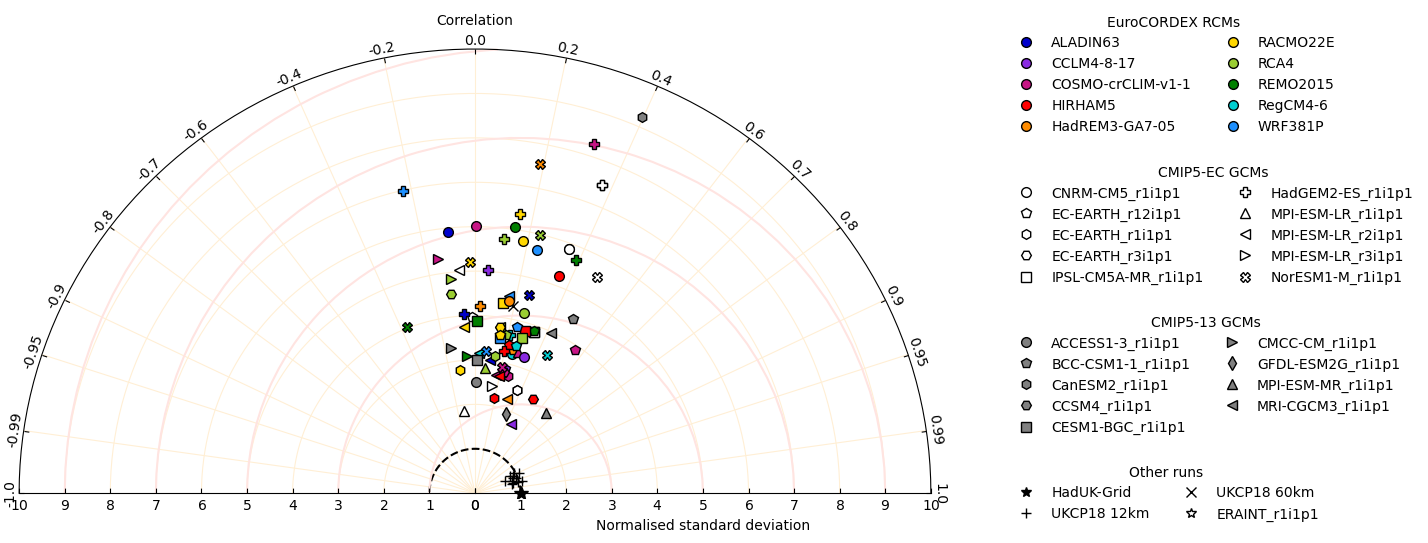 Correlation
-1.0
-0.99
-0.95
-0.9
-0.8
-0.7
-0.6
-0.4
-0.2
0.0
0.2
0.4
0.6
0.7
0.8
0.9
0.95
0.99
1.0
10 9 8 7 6 5 4 3 2 1 0 1 2 3 4 5 6 7 8 9 10
Normalised standard deviation
EuroCORDEX RCMs
ALADIN63 RACMO22E
CCLM4-8-17 RCA4
COSMO-crCLIM-v1-1 REMO2015
HIRHAM5 RegCM4-6
HadREM3-GA7-05 WRF381P
CMIP5-EC GCMs
CNRM-CM5_r1i1p1 HadGEM2-ES_r1i1p1
EC-EARTH_r12i1p1 MPI-ESM-LR_r1i1p1
EC-EARTH_r1i1p1 MPI-ESM-LR_r2i1p1
EC-EARTH_r3i1p1 MPI-ESM-LR_r3i1p1
IPSL-CM5A-MR_r1i1p1 NorESM1-M_r1i1p1
CMIP5-13 GCMs
ACCESS1-3_r1i1p1 CMCC-CM_r1i1p1
BCC-CSM1-1_r1i1p1 GFDL-ESM2G_r1i1p1
CanESM2_r1i1p1 MPI-ESM-MR_r1i1p1
CCSM4_r1i1p1 MRI-CGCM3_r1i1p1
CESM1-BGC_r1i1p1
Other runs
HadUK-Grid UKCP18 60km
UKCP18 12km ERAINT_r1i1p1